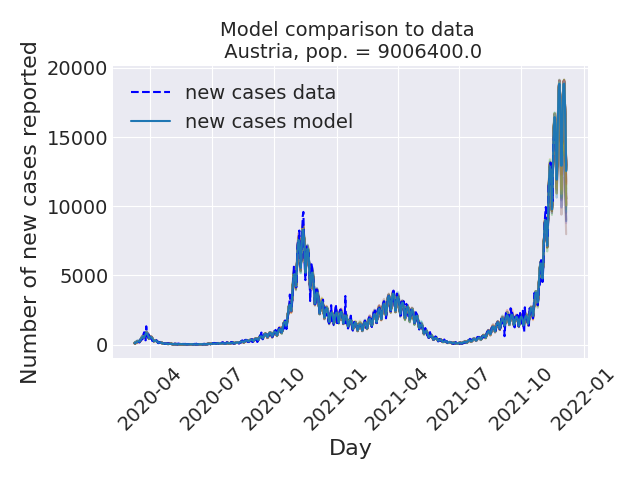 Model comparison to data
Austria, pop. = 9006400.0
new cases data
new cases model
Number of new cases reported
20000
15000
10000
5000
0
2020-04
2020-07
2020-10
2021-01
2021-04
2021-07
2021-10
2022-01
Day